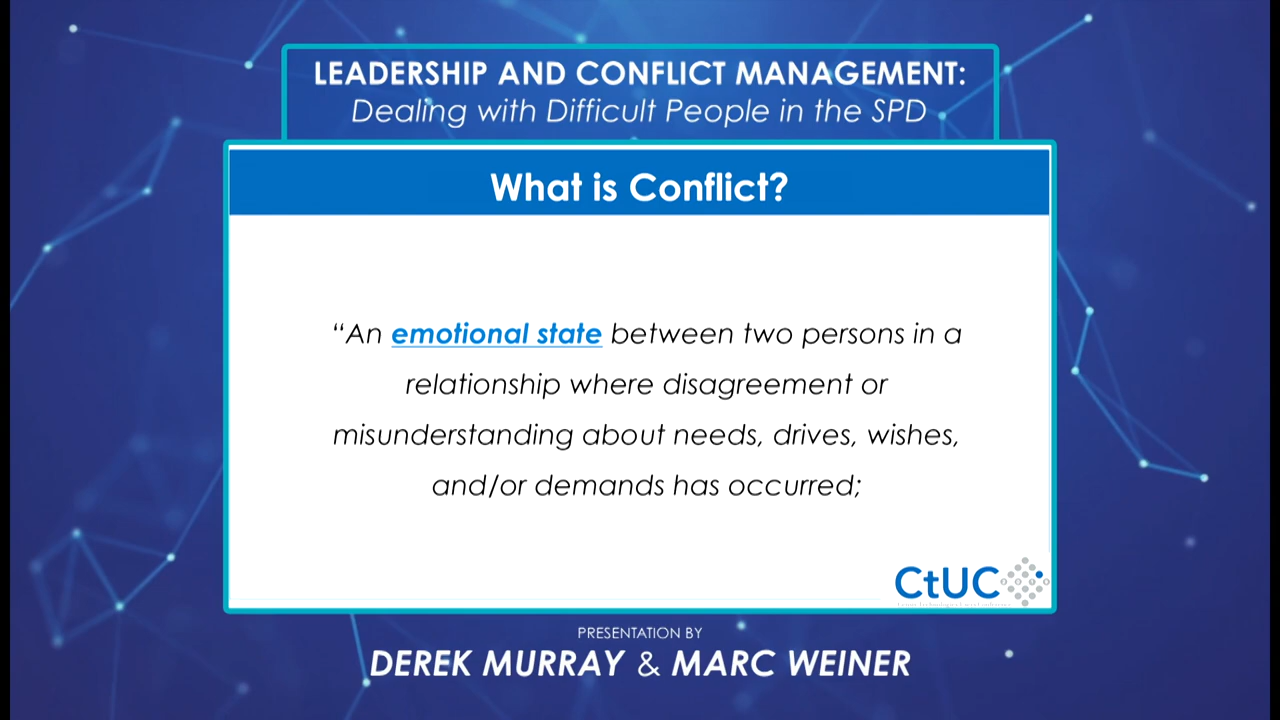 LEADERSHIP AND CONFLICT MANAGEMENT:
Dealing with Difficult People in the SPD
What is Conflict?
“An emotional state between two persons in a
relationship where disagreement or
misunderstanding about needs, drives, wishes,
and/or demands has occurred;
CtUC
PRESENTATION BY
DEREK MURRAY & MARC WEINER